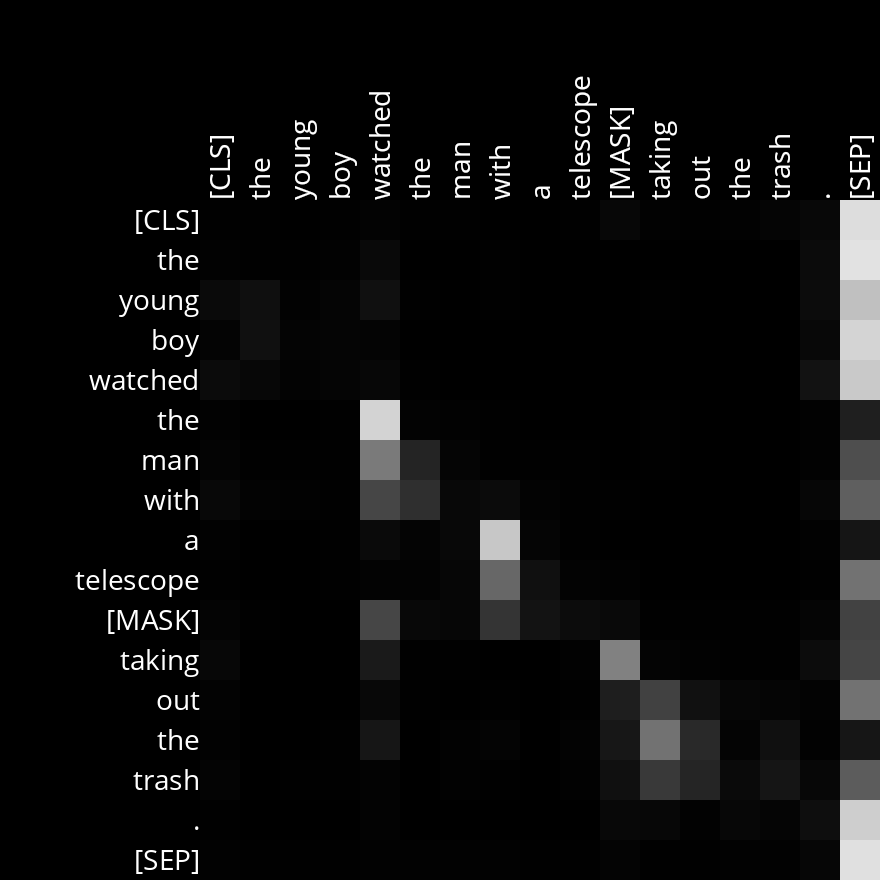 [CLS] the young boy watched the man with a telescope [MASK] taking out the trash . [SEP]
[CLS]
the
young
boy
watched
the
man
with
a
telescope
[MASK]
taking
out
the
trash
.
[SEP]